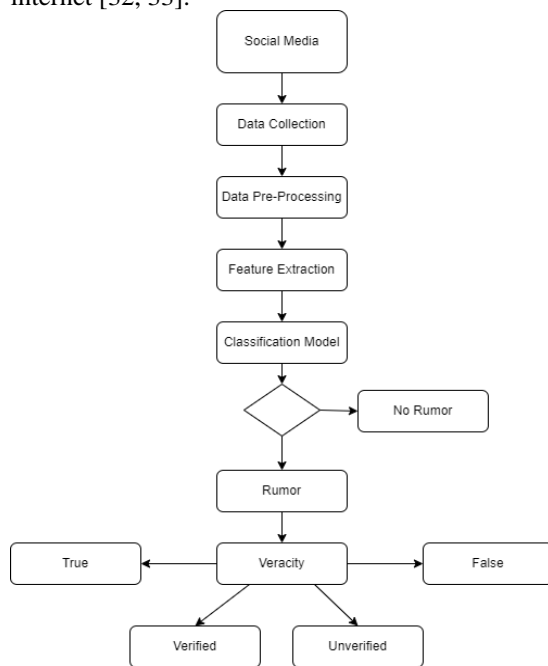 internet [32, 33].
Social Media
Data Collection
Data Pre-Processing
Feature Extraction
Classification Model
No Rumor
Rumor
True
Veracity
False
Verified
Unverified